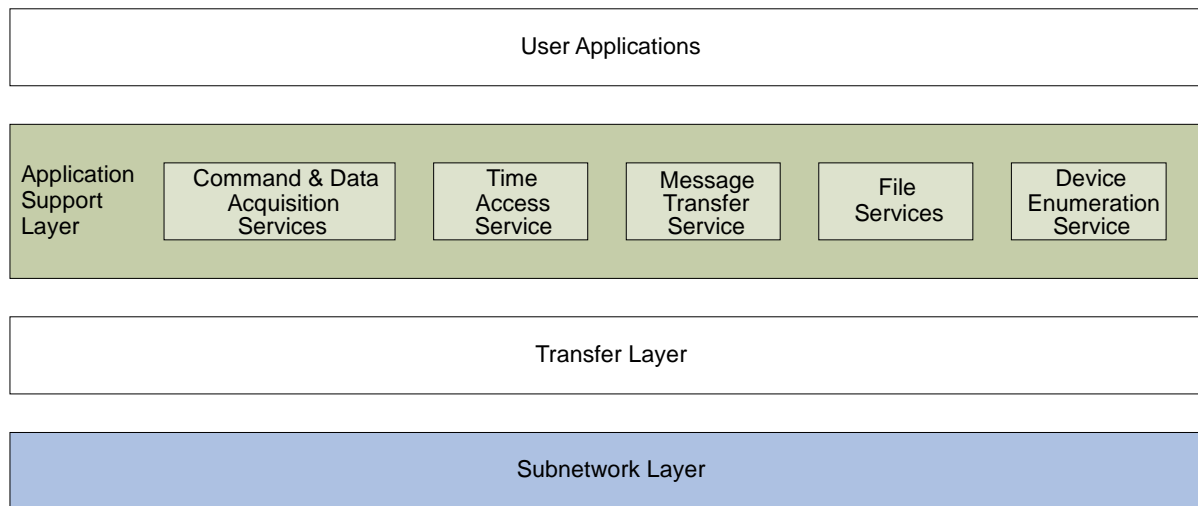 User Applications
Application
Support
Layer
Command & Data
Acquisition
Services
Time
Access
Service
Message
Transfer
Service
File
Services
Device
Enumeration
Service
Transfer Layer
Subnetwork Layer